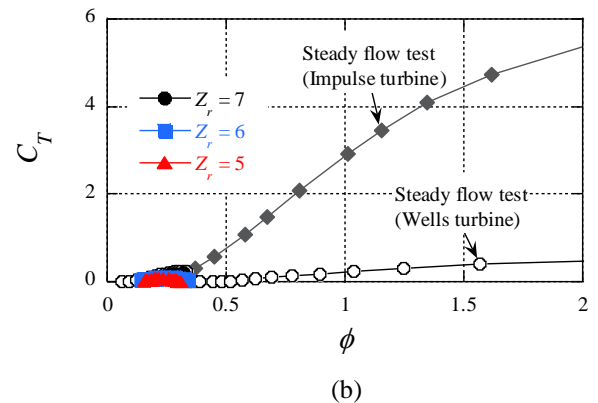 6
Steady flow test
(Impulse turbine)
Z_r = 7
4
Z_r = 6
C_T
Z_r = 5
2
Steady flow test
(Wells turbine)
0
0 0.5 1 1.5 2
ϕ
(b)